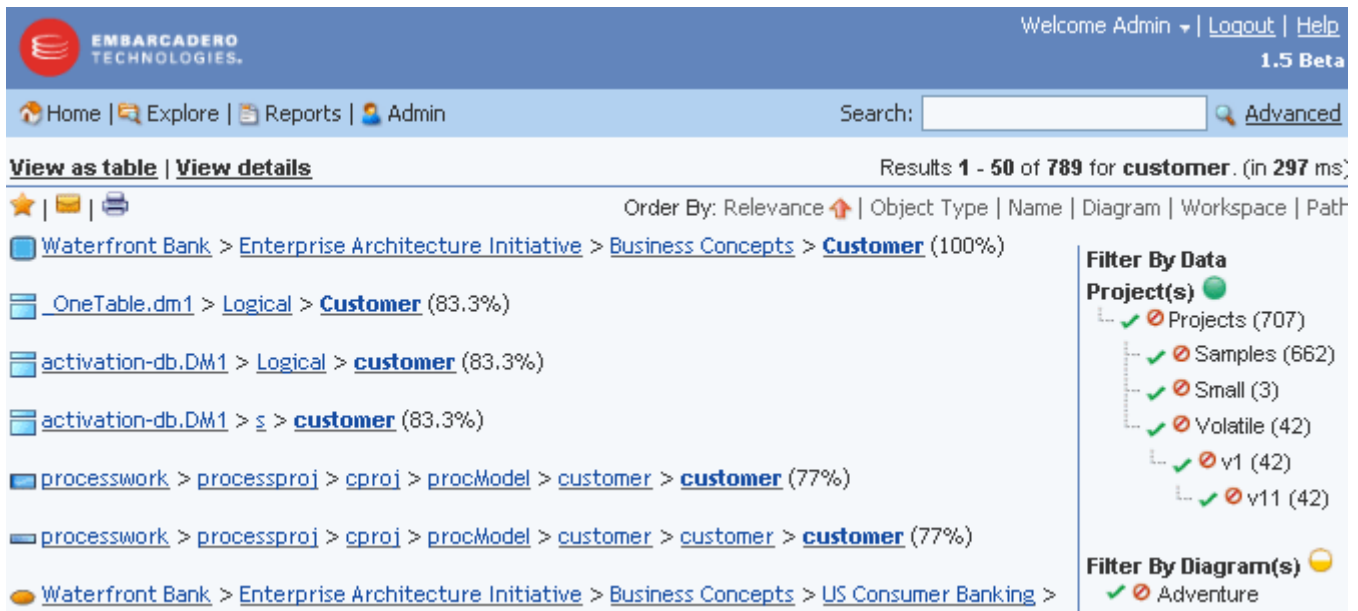 EMBARCADERO
TECHNOLOGIES.
Welcome Admin | Logout | Help
1.5 Beta
Home | Explore | Reports | Admin
Search:
Advanced
View as table | View details
Results 1 - 50 of 789 for customer. (in 297 ms)
Order By: Relevance | Object Type | Name | Diagram | Workspace | Path
Waterfront Bank > Enterprise Architecture Initiative > Business Concepts > Customer (100%)
_OneTable.dm1 > Logical > Customer (83.3%)
activation-db.DM1 > Logical > customer (83.3%)
activation-db.DM1 > s > customer (83.3%)
processwork > processproj > cproj > procModel > customer > customer (77%)
processwork > processproj > cproj > procModel > customer > customer > customer (77%)
Waterfront Bank > Enterprise Architecture Initiative > Business Concepts > US Consumer Banking >
Filter By Data
Project(s)
Projects (707)
Samples (662)
Small (3)
Volatile (42)
v1 (42)
v11 (42)
Filter By Diagram(s)
Adventure